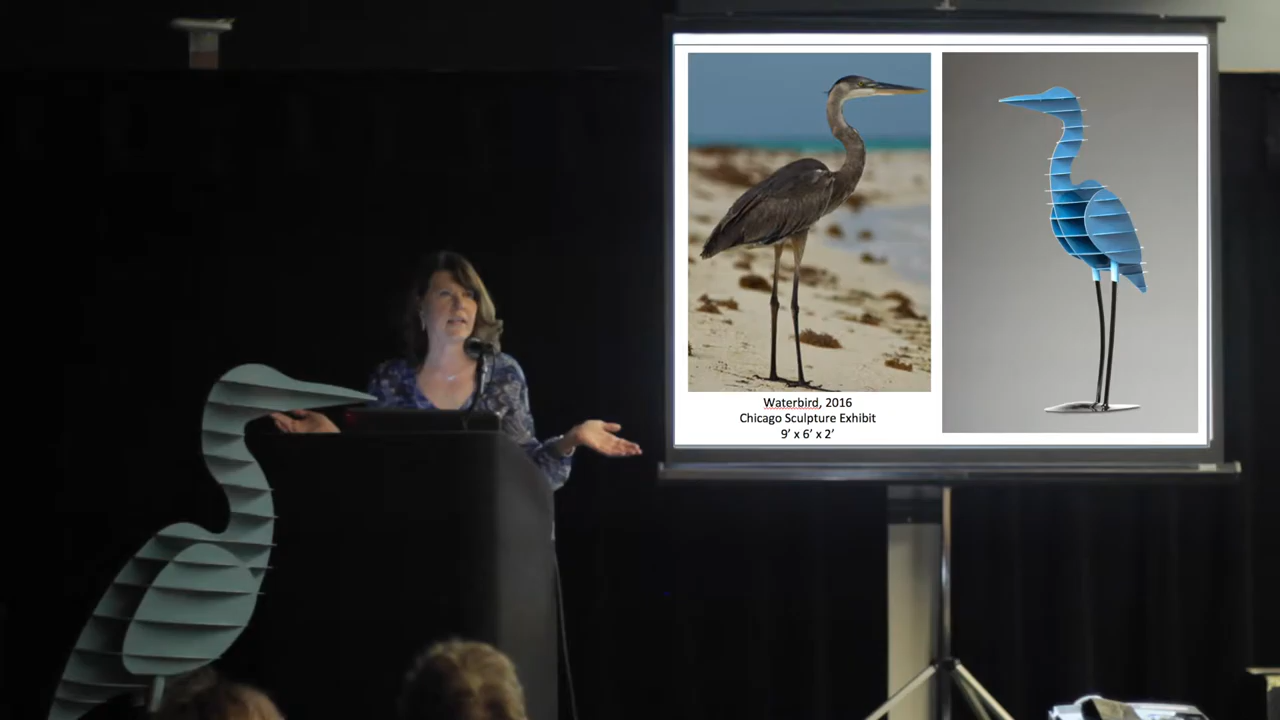 Waterbird, 2016
Chicago Sculpture Exhibit
9’ x 6’ x 2’